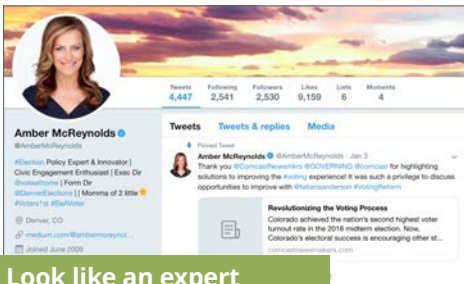 Tweets Following Followers Likes Lists Moments
4,447 2,541 2,530 9,159 6 4
Amber McReynolds
@AmberMcReynolds
#Election Policy Expert & Innovator |
Civic Engagement Enthusiast | Exec Dir
@voteathome | Form Dir
@DenverElections | | Momma of 2 little
#Voters1st #BeAVoter
Denver, CO
medium.com/@ambermoreynol...
Joined June 2009
Tweets Tweets & replies Media
Pinned Tweet
Amber McReynolds @AmberMcReynolds · Jan 3
Thank you @ComcastNewsmkrs @GOVERNING @comcast for highlighting
solutions to improving the #voting experience! It was such a privilege to discuss
opportunities to improve with @tetiaraanderson #VotingReform
Revolutionizing the Voting Process
Colorado achieved the nation's second highest voter
turnout rate in the 2018 midterm election. Now,
Colorado's electoral success is encouraging other st...
comcastnewsmakers.com
Look like an expert